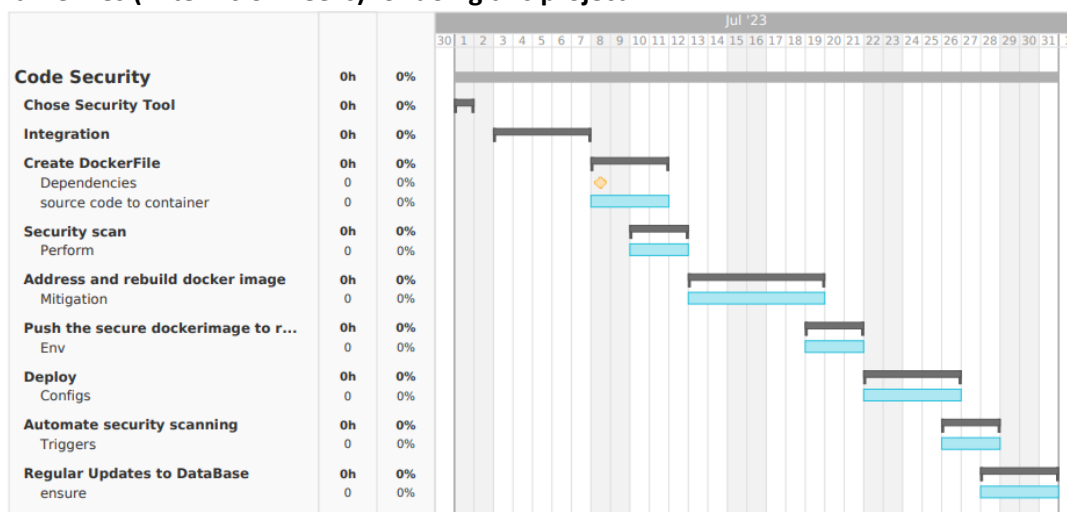 Jul '23
30 1 2 3 4 5 6 7 8 9 10 11 12 13 14 15 16 17 18 19 20 21 22 23 24 25 26 27 28 29 30 31
Code Security 0h 0%
Chose Security Tool 0h 0%
Integration 0h 0%
Create DockerFile 0h 0%
Dependencies 0 0%
source code to container 0 0%
Security scan 0h 0%
Perform 0 0%
Address and rebuild docker image 0h 0%
Mitigation 0 0%
Push the secure dockerimage to r... 0h 0%
Env 0 0%
Deploy 0h 0%
Configs 0 0%
Automate security scanning 0h 0%
Triggers 0 0%
Regular Updates to DataBase 0h 0%
ensure 0 0%